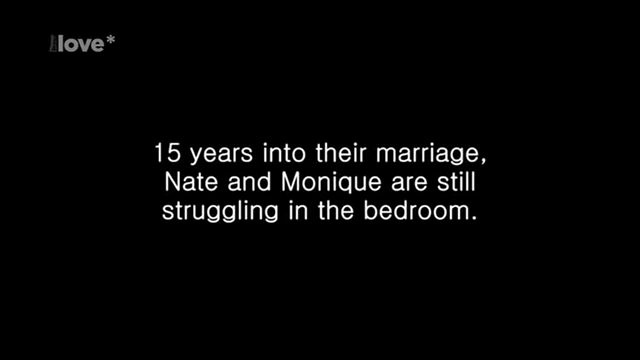 love*
15 years into their marriage,
Nate and Monique are still
struggling in the bedroom.